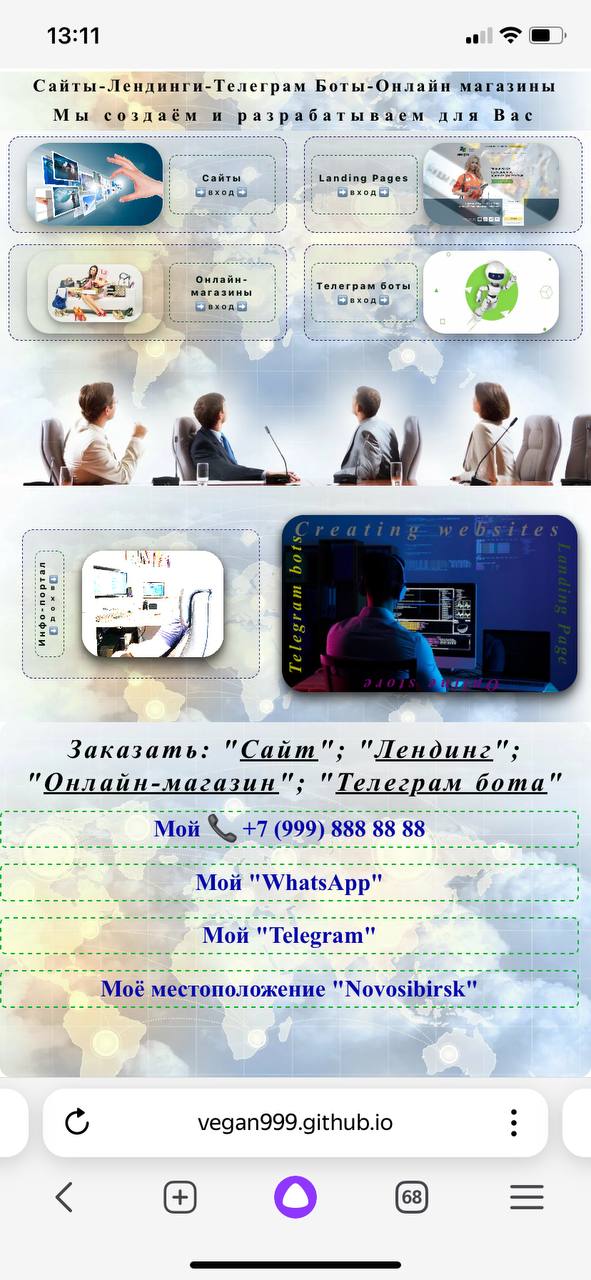 13:11
Сайты-Лендинги-Телеграм Боты-Онлайн магазины
Мы создаём и разрабатываем для Вас
Сайты
➡️вход➡️
Landing Pages
➡️вход➡️
Онлайн-
магазины
➡️вход➡️
Телеграм боты
➡️вход➡️
Инфо-портал
➡️вход➡️
Creating websites
Telegram bots
Landing Page
Online store
Заказать: "Сайт"; "Лендинг";
"Онлайн-магазин"; "Телеграм бота"
Мой 📞 +7 (999) 888 88 88
Мой "WhatsApp"
Мой "Telegram"
Моё местоположение "Novosibirsk"
vegan999.github.io
68